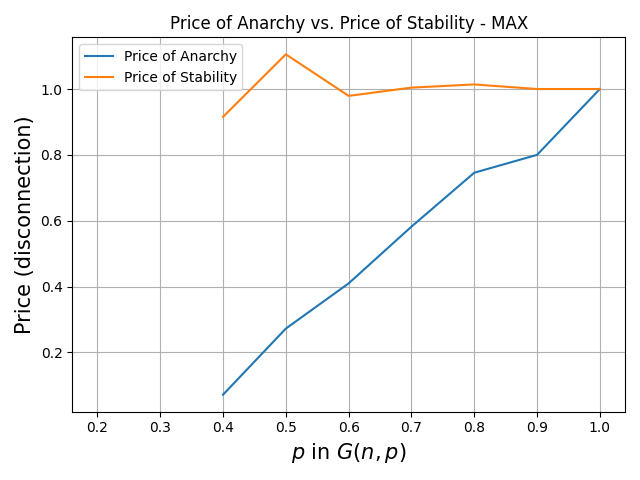 Price of Anarchy vs. Price of Stability - MAX
Price of Anarchy
Price of Stability
Price (disconnection)
1.0
0.8
0.6
0.4
0.2
0.2 0.3 0.4 0.5 0.6 0.7 0.8 0.9 1.0
p in G(n, p)